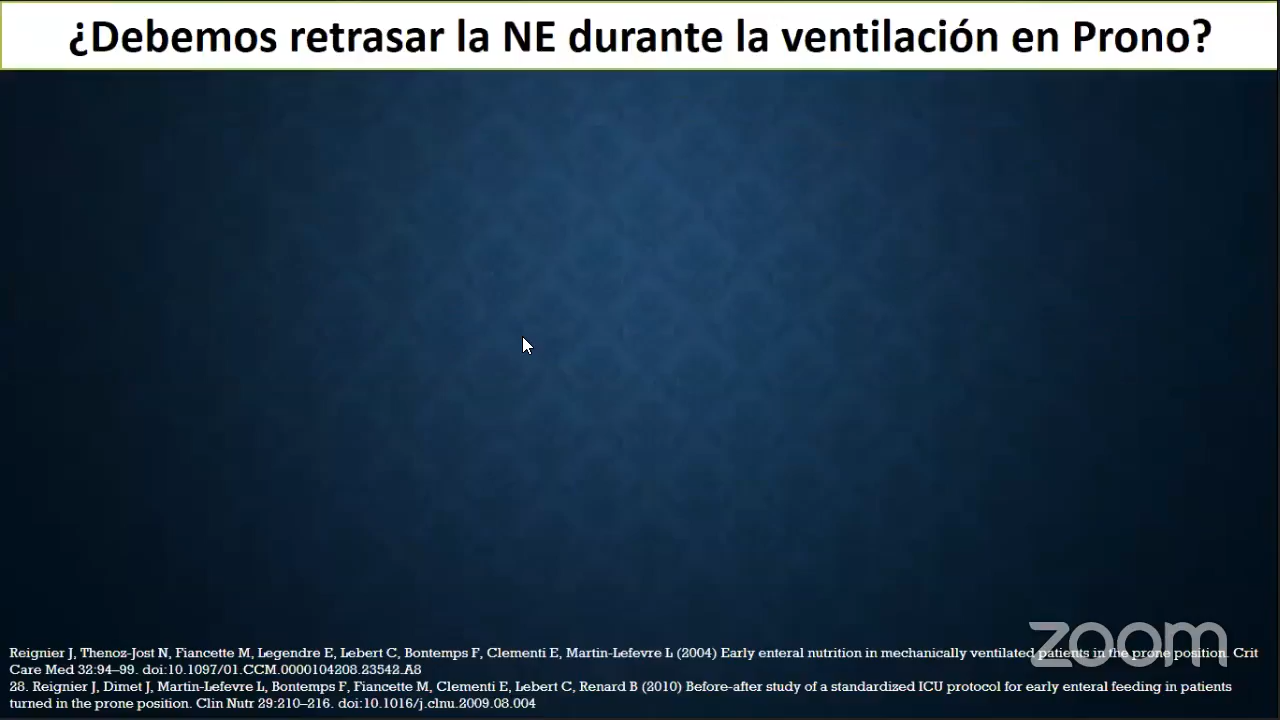 ¿Debemos retrasar la NE durante la ventilación en Prono?
zoom
Reignier J, Thenoz-Jost N, Fiancette M, Legendre E, Lebert C, Bontemps F, Clementi E, Martin-Lefevre L (2004) Early enteral nutrition in mechanically ventilated patients in the prone position. Crit
Care Med 32:94–99. doi:10.1097/01.CCM.0000104208.23542.A8
28. Reignier J, Dimet J, Martin-Lefevre L, Bontemps F, Fiancette M, Clementi E, Lebert C, Renard B (2010) Before-after study of a standardized ICU protocol for early enteral feeding in patients
turned in the prone position. Clin Nutr 29:210–216. doi:10.1016/j.clnu.2009.08.004